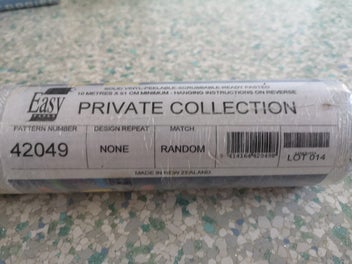 SOLID VINYL-PEELABLE-SCRUBBABLE-READY PASTED
10 METRES X 51 CM MINIMUM - HANGING INSTRUCTIONS ON REVERSE
Easy
PRIVATE COLLECTION
PATTERN NUMBER DESIGN REPEAT MATCH
42049 NONE RANDOM
LOT 014
MADE IN NEW ZEALAND